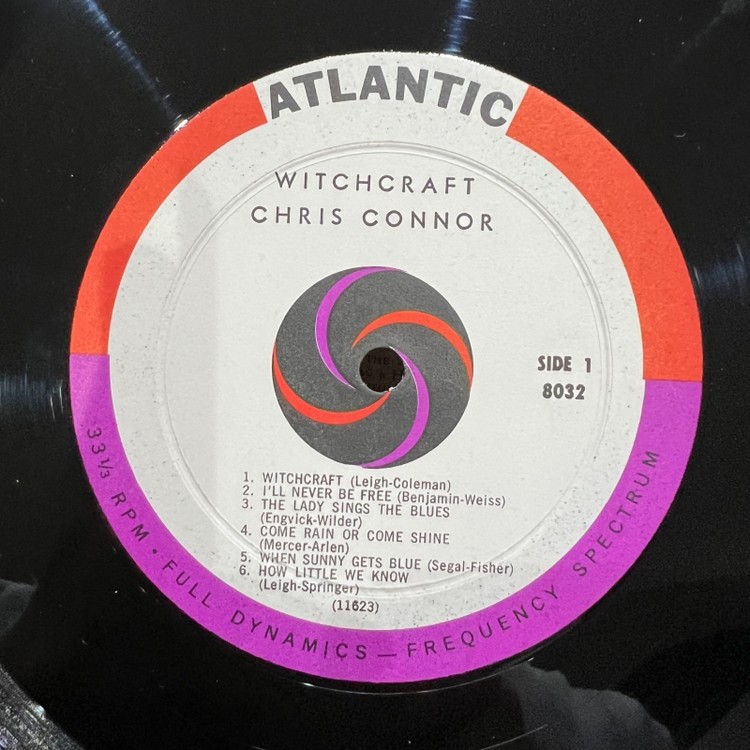 ATLANTIC
WITCHCRAFT
CHRIS CONNOR
SIDE 1
8032
1. WITCHCRAFT (Leigh-Coleman)
2. I'LL NEVER BE FREE (Benjamin-Weiss)
3. THE LADY SINGS THE BLUES
(Engvick-Wilder)
4. COME RAIN OR COME SHINE
(Mercer-Arlen)
5. WHEN SUNNY GETS BLUE (Segal-Fisher)
6. HOW LITTLE WE KNOW
(Leigh-Springer)
(11623)
33 1/3 RPM • FULL DYNAMICS — FREQUENCY SPECTRUM